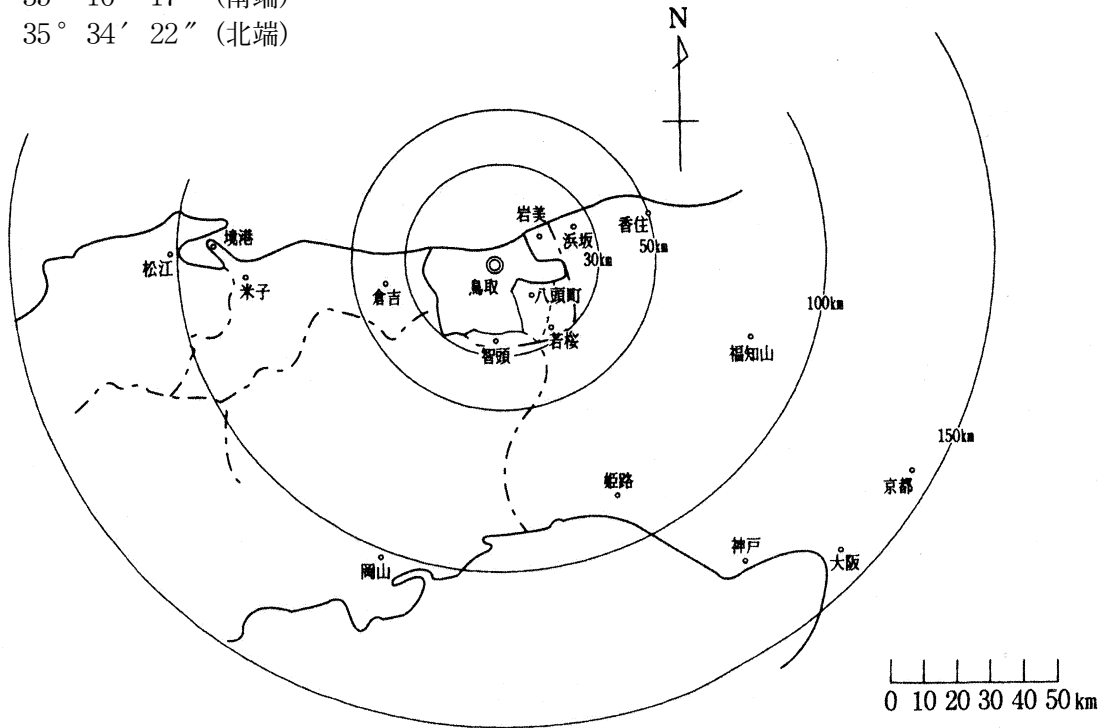 35° 34′ 22″ (北端)
N
岩美
浜坂
香住
境港
松江
米子
倉吉
鳥取
八頭町
若桜
智頭
30km
50km
100km
150km
福知山
姫路
京都
神戸
大阪
岡山
0 10 20 30 40 50 km